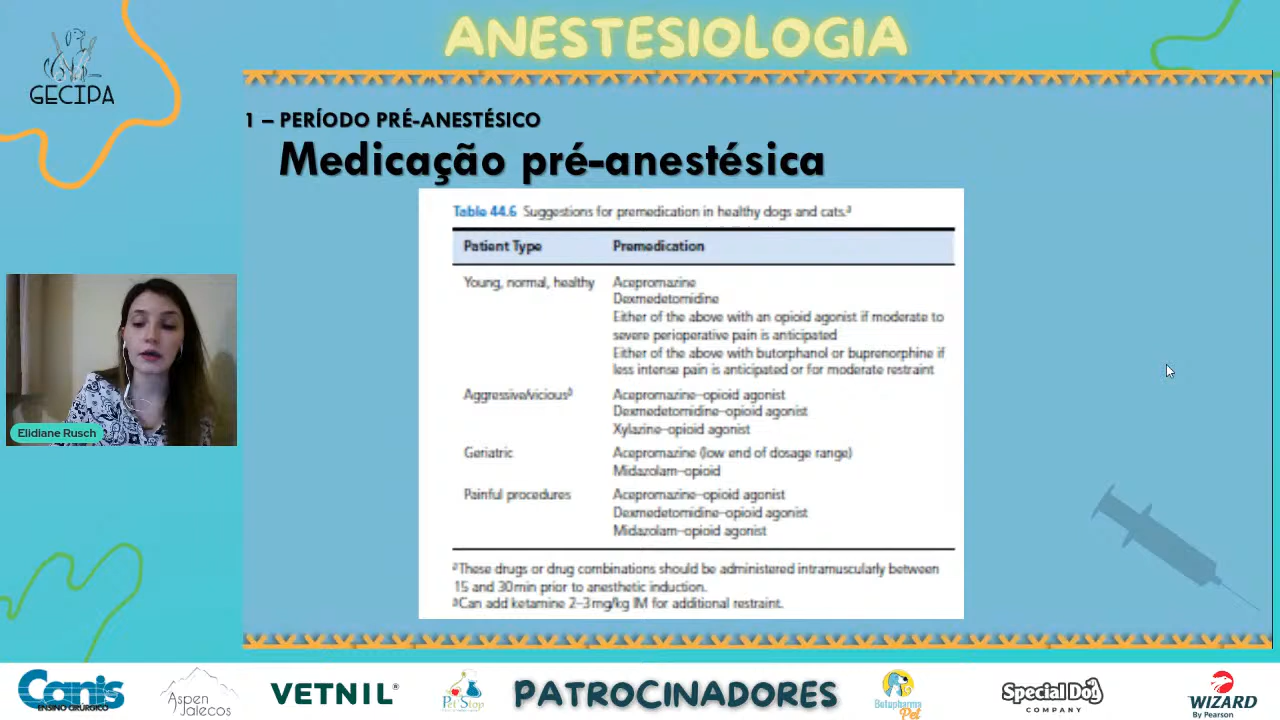 ANESTESIOLOGIA
GECIPA
1 – PERÍODO PRÉ-ANESTÉSICO
Medicação pré-anestésica
Table 44.6 Suggestions for premedication in healthy dogs and cats.a
Patient Type Premedication
Young, normal, healthy Acepromazine
Dexmedetomidine
Either of the above with an opioid agonist if moderate to
severe perioperative pain is anticipated
Either of the above with butorphanol or buprenorphine if
less intense pain is anticipated or for moderate restraint
Aggressive/viciousb Acepromazine–opioid agonist
Dexmedetomidine–opioid agonist
Xylazine–opioid agonist
Geriatric Acepromazine (low end of dosage range)
Midazolam–opioid
Painful procedures Acepromazine–opioid agonist
Dexmedetomidine–opioid agonist
Midazolam–opioid agonist
aThese drugs or drug combinations should be administered intramuscularly between
15 and 30 min prior to anesthetic induction.
bCan add ketamine 2–3 mg/kg IM for additional restraint.
Elidiane Rusch
Canis
ENSINO CIRÚRGICO
Aspen
Jalecos
VETNIL®
Pet Stop
PATROCINADORES
Botupharma
Pet
Special Dog
COMPANY
WIZARD
By Pearson